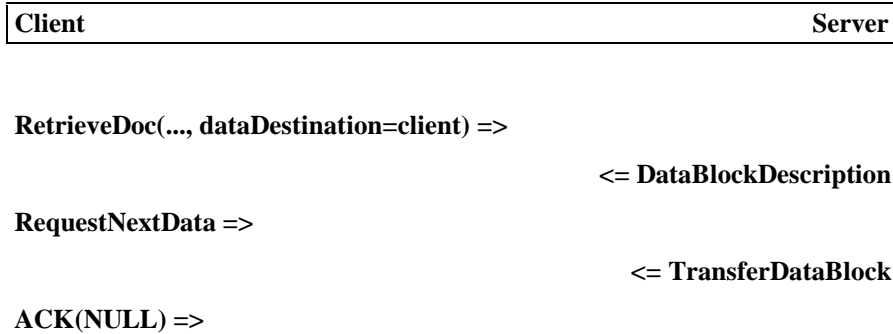 Client Server
RetrieveDoc(..., dataDestination=client) =>
<= DataBlockDescription
RequestNextData =>
<= TransferDataBlock
ACK(NULL) =>